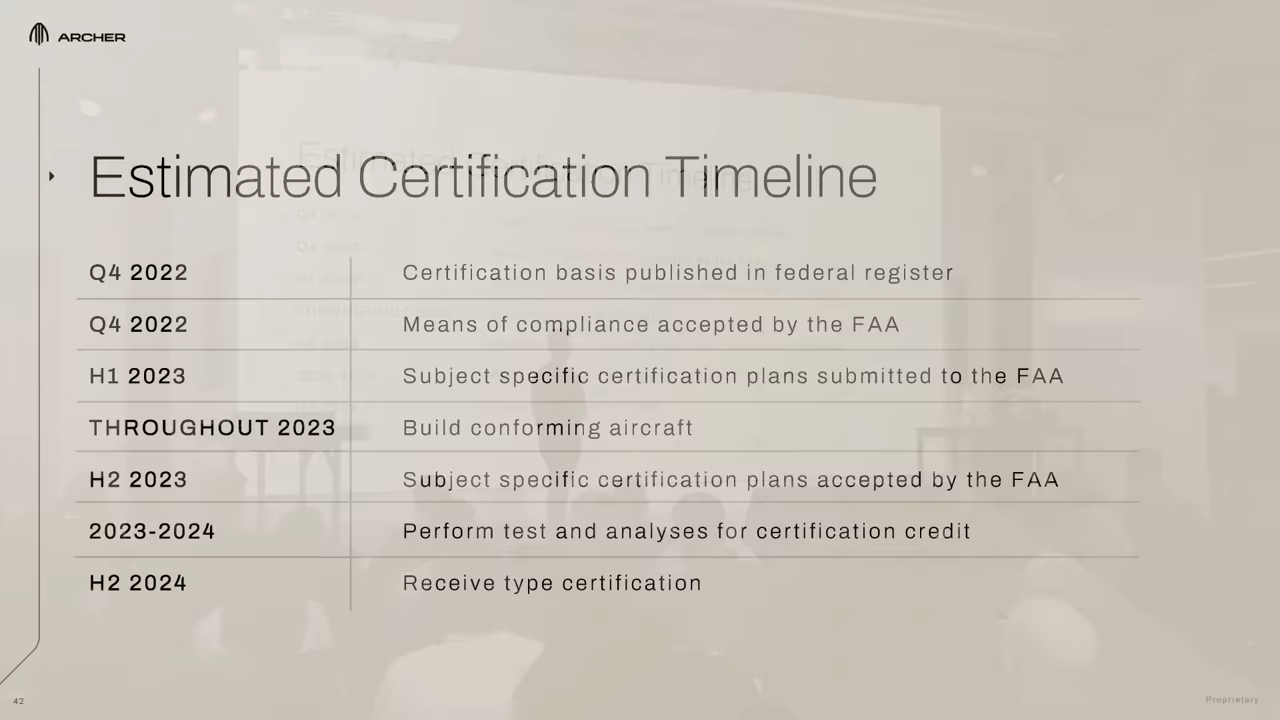 ARCHER
Estimated Certification Timeline
Q4 2022 Certification basis published in federal register
Q4 2022 Means of compliance accepted by the FAA
H1 2023 Subject specific certification plans submitted to the FAA
THROUGHOUT 2023 Build conforming aircraft
H2 2023 Subject specific certification plans accepted by the FAA
2023-2024 Perform test and analyses for certification credit
H2 2024 Receive type certification
42
Proprietary